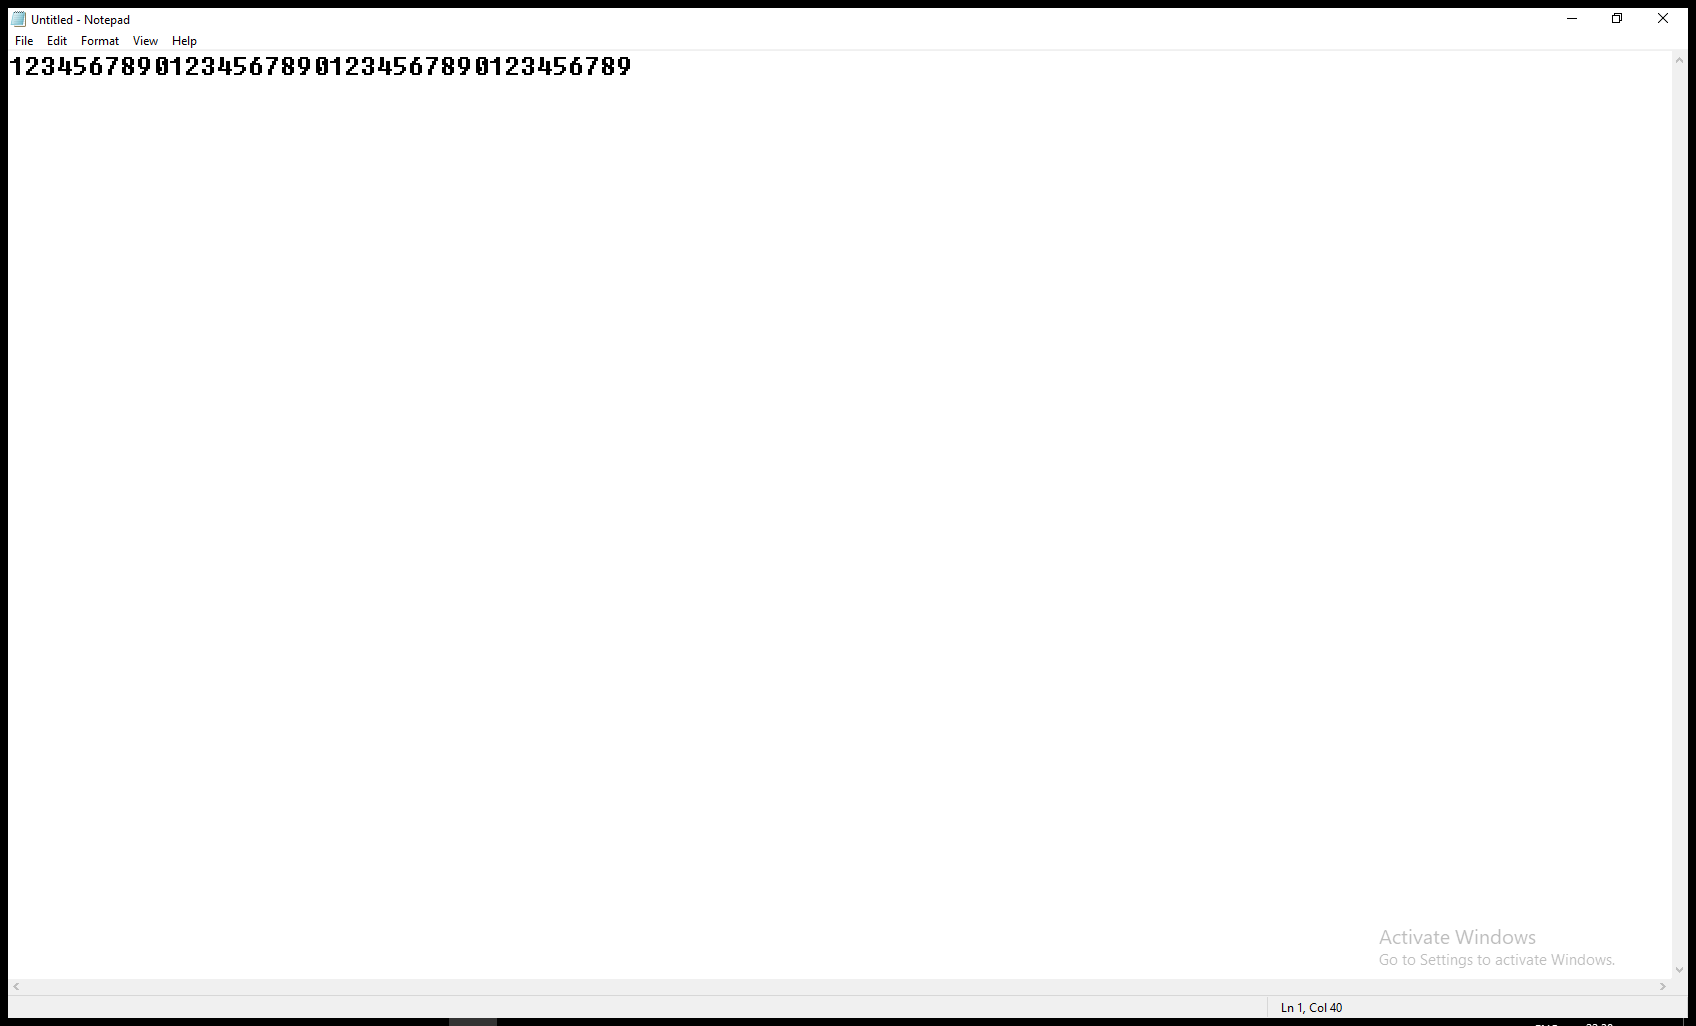 Untitled - Notepad
File Edit Format View Help
123456789012345678901234567890123456789
Activate Windows
Go to Settings to activate Windows.
Ln 1, Col 40